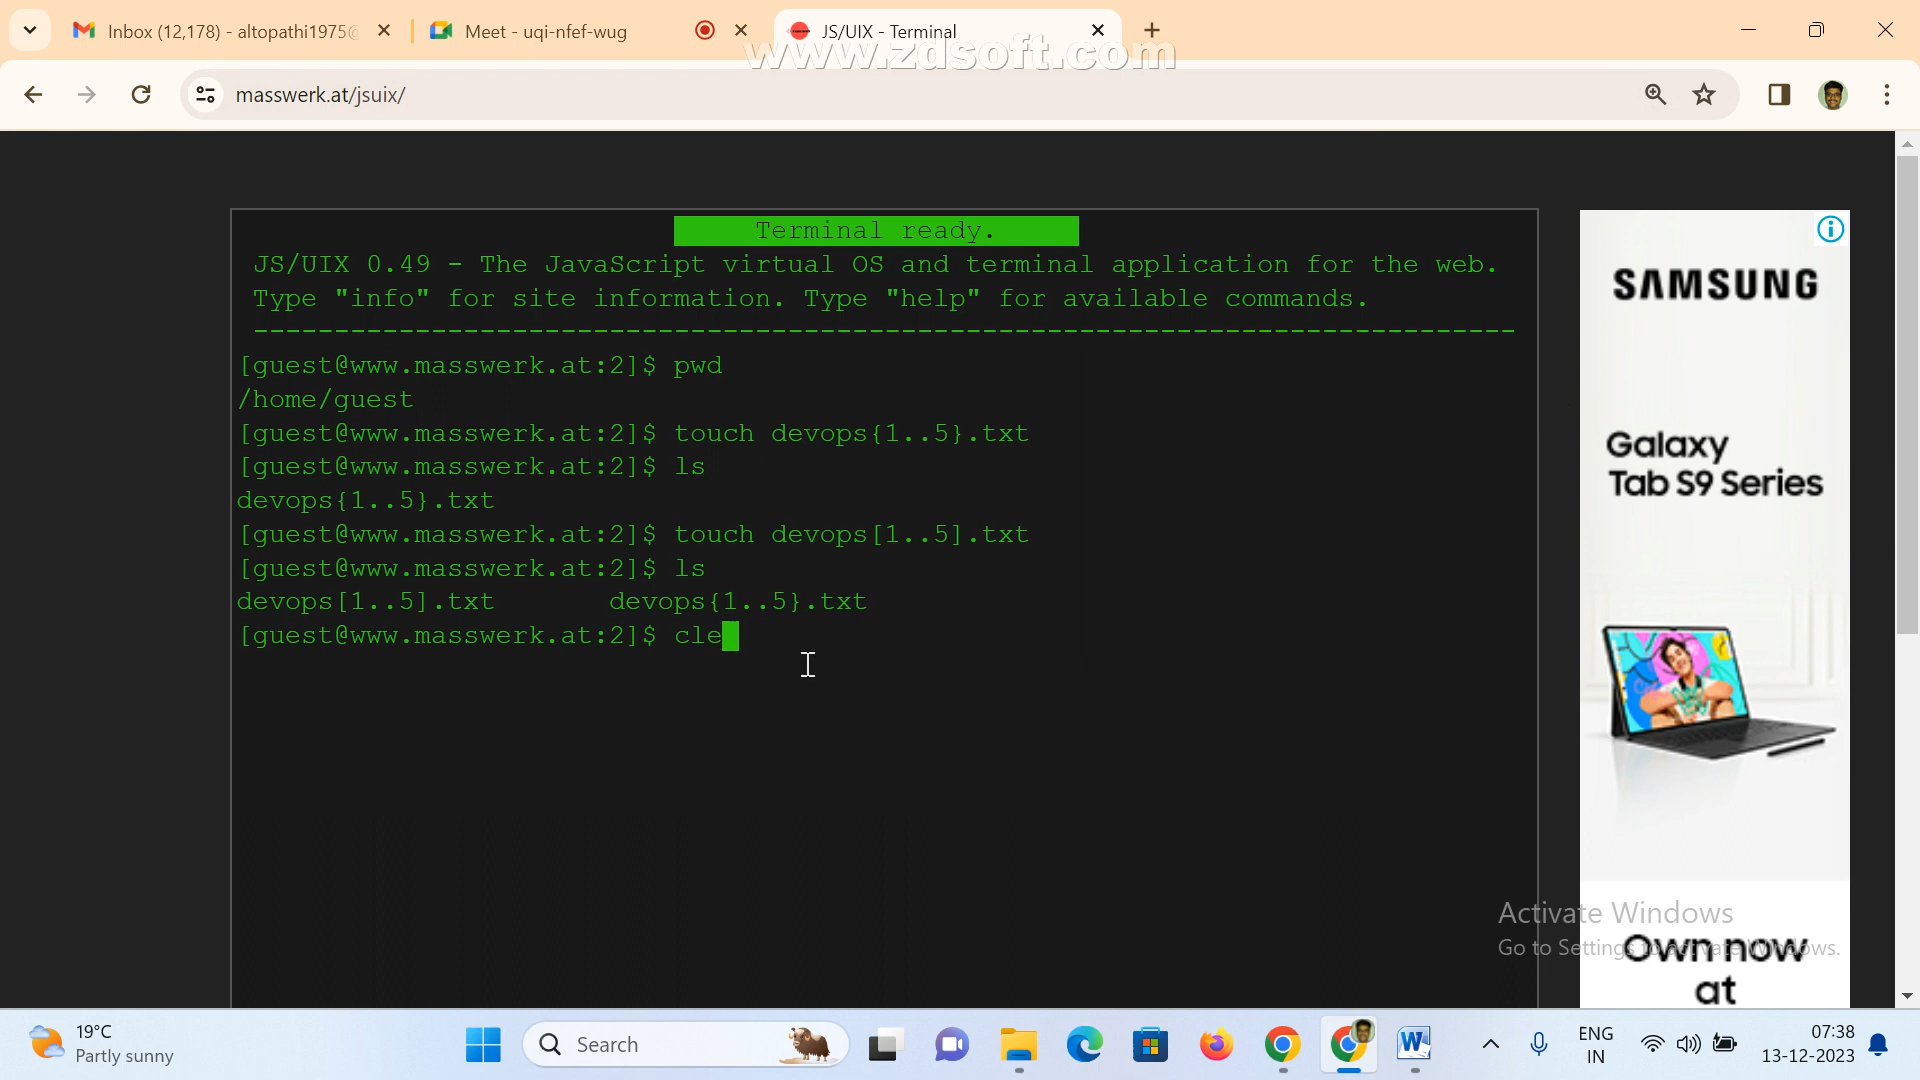 Inbox (12,178) - altopathi1975@
Meet - uqi-nfef-wug
JS/UIX - Terminal
www.zdsoft.com
masswerk.at/jsuix/
Terminal ready.
JS/UIX 0.49 - The JavaScript virtual OS and terminal application for the web.
Type "info" for site information. Type "help" for available commands.
------------------------------------------------------------------------------
[guest@www.masswerk.at:2]$ pwd
/home/guest
[guest@www.masswerk.at:2]$ touch devops{1..5}.txt
[guest@www.masswerk.at:2]$ ls
devops{1..5}.txt
[guest@www.masswerk.at:2]$ touch devops[1..5].txt
[guest@www.masswerk.at:2]$ ls
devops[1..5].txt devops{1..5}.txt
[guest@www.masswerk.at:2]$ cle
SAMSUNG
Galaxy
Tab S9 Series
Activate Windows
Go to Settings to activate Windows.
Own now
at
19°C
Partly sunny
Search
ENG
IN
07:38
13-12-2023